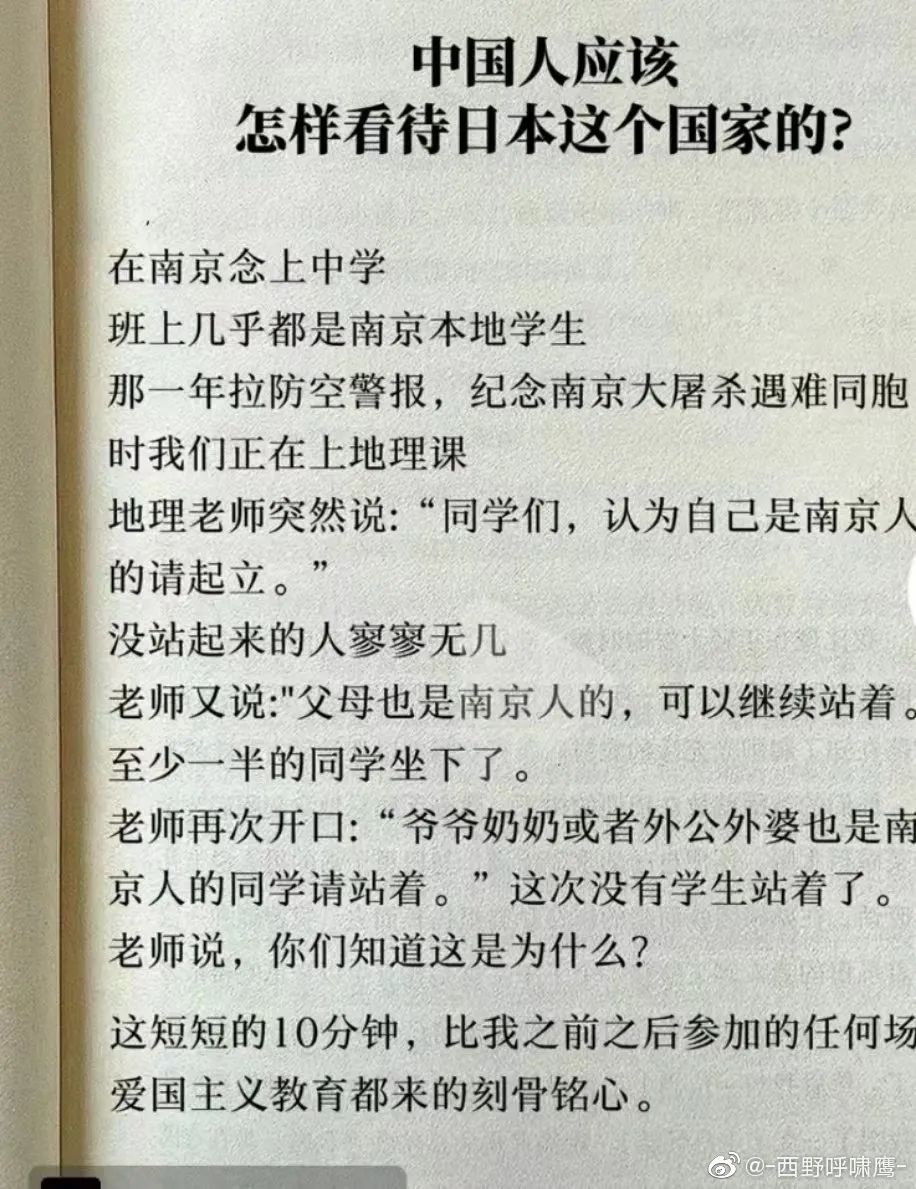 中国人应该
怎样看待日本这个国家的?
在南京念上中学
班上几乎都是南京本地学生
那一年拉防空警报，纪念南京大屠杀遇难同胞
时我们正在上地理课
地理老师突然说:“同学们，认为自己是南京人
的请起立。”
没站起来的人寥寥无几
老师又说:"父母也是南京人的，可以继续站着。
至少一半的同学坐下了。
老师再次开口:“爷爷奶奶或者外公外婆也是南
京人的同学请站着。”这次没有学生站着了。
老师说，你们知道这是为什么?
这短短的10分钟，比我之前之后参加的任何场
爱国主义教育都来的刻骨铭心。
@-西野呼啸鹰-